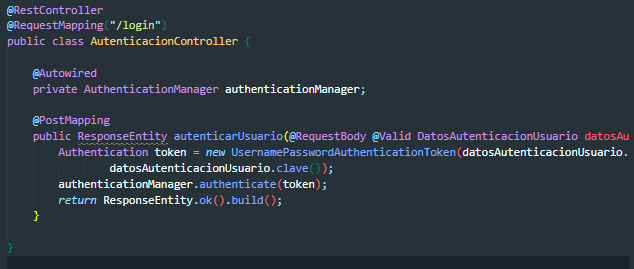 @RestController
@RequestMapping("/login")
public class AutenticacionController {
@Autowired
private AuthenticationManager authenticationManager;
@PostMapping
public ResponseEntity autenticarUsuario(@RequestBody @Valid DatosAutenticacionUsuario datosAu
Authentication token = new UsernamePasswordAuthenticationToken(datosAutenticacionUsuario.
datosAutenticacionUsuario.clave());
authenticationManager.authenticate(token);
return ResponseEntity.ok().build();
}
}